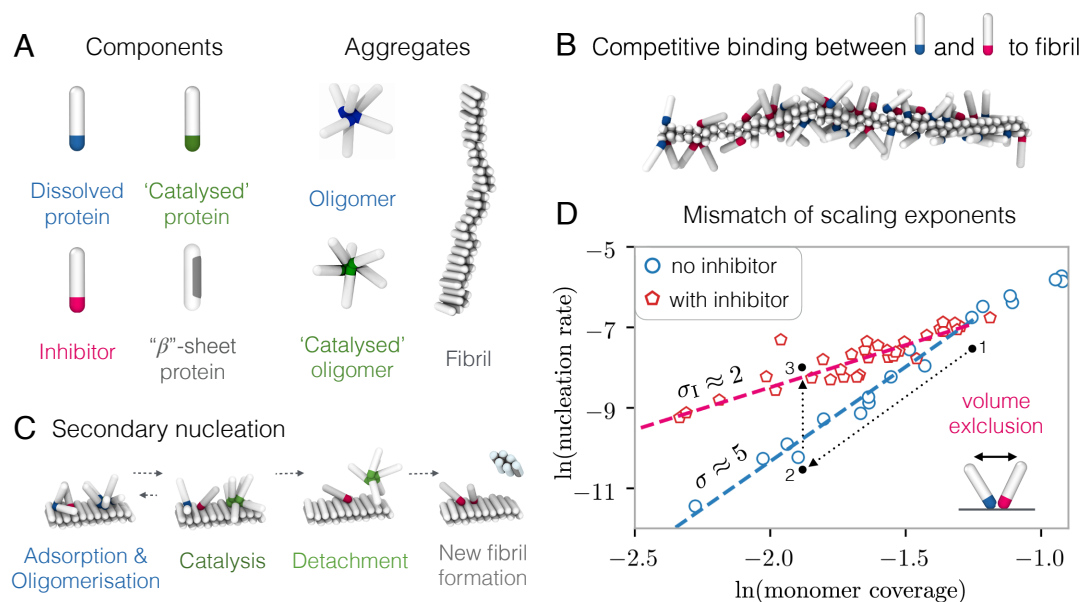 A
Components
Aggregates
Dissolved
protein
‘Catalysed’
protein
Oligomer
Inhibitor
“β”-sheet
protein
‘Catalysed’
oligomer
Fibril
B Competitive binding between and to fibril
C Secondary nucleation
Adsorption &
Oligomerisation
Catalysis
Detachment
New fibril
formation
D Mismatch of scaling exponents
ln(nucleation rate)
−5
−7
−9
−11
no inhibitor
with inhibitor
σI ≈ 2
σ ≈ 5
1
3
2
volume
exlclusion
−2.5
−2.0
−1.5
−1.0
ln(monomer coverage)